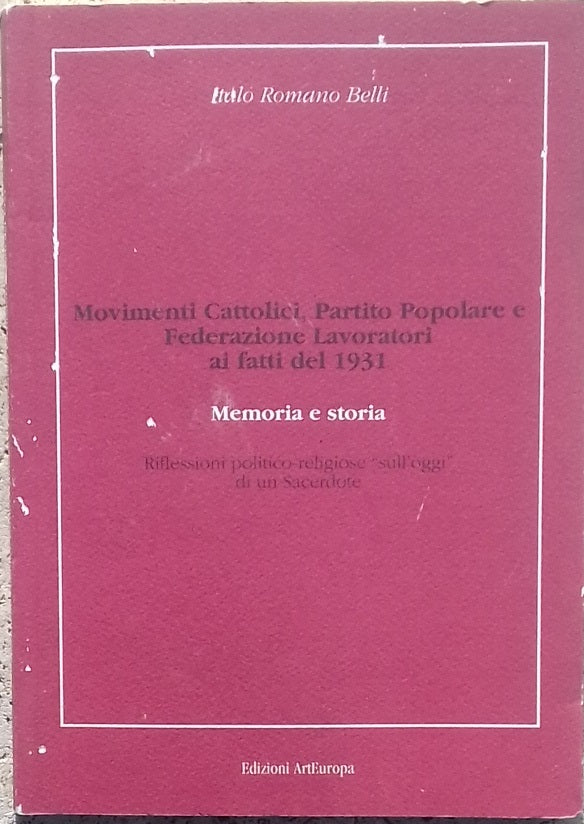 Italo Romano Belli
Movimenti Cattolici, Partito Popolare e
Federazione Lavoratori
ai fatti del 1931
Memoria e storia
Riflessioni politico-religiose "sull'oggi"
di un Sacerdote
Edizioni ArtEuropa